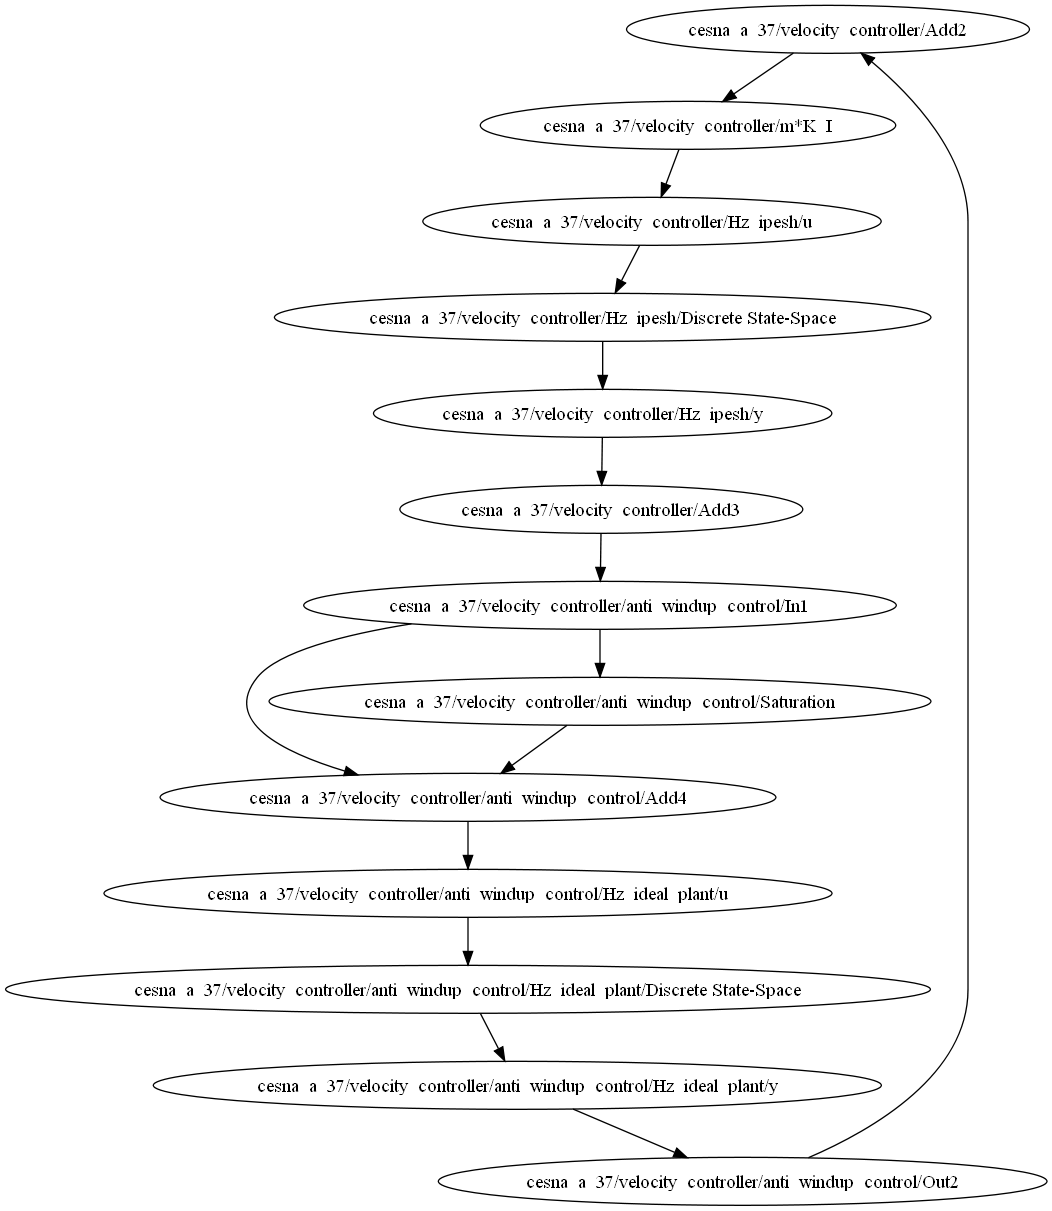 cesna a 37/velocity controller/Add2
cesna a 37/velocity controller/m*K I
cesna a 37/velocity controller/Hz ipesh/u
cesna a 37/velocity controller/Hz ipesh/Discrete State-Space
cesna a 37/velocity controller/Hz ipesh/y
cesna a 37/velocity controller/Add3
cesna a 37/velocity controller/anti windup control/In1
cesna a 37/velocity controller/anti windup control/Saturation
cesna a 37/velocity controller/anti windup control/Add4
cesna a 37/velocity controller/anti windup control/Hz ideal plant/u
cesna a 37/velocity controller/anti windup control/Hz ideal plant/Discrete State-Space
cesna a 37/velocity controller/anti windup control/Hz ideal plant/y
cesna a 37/velocity controller/anti windup control/Out2